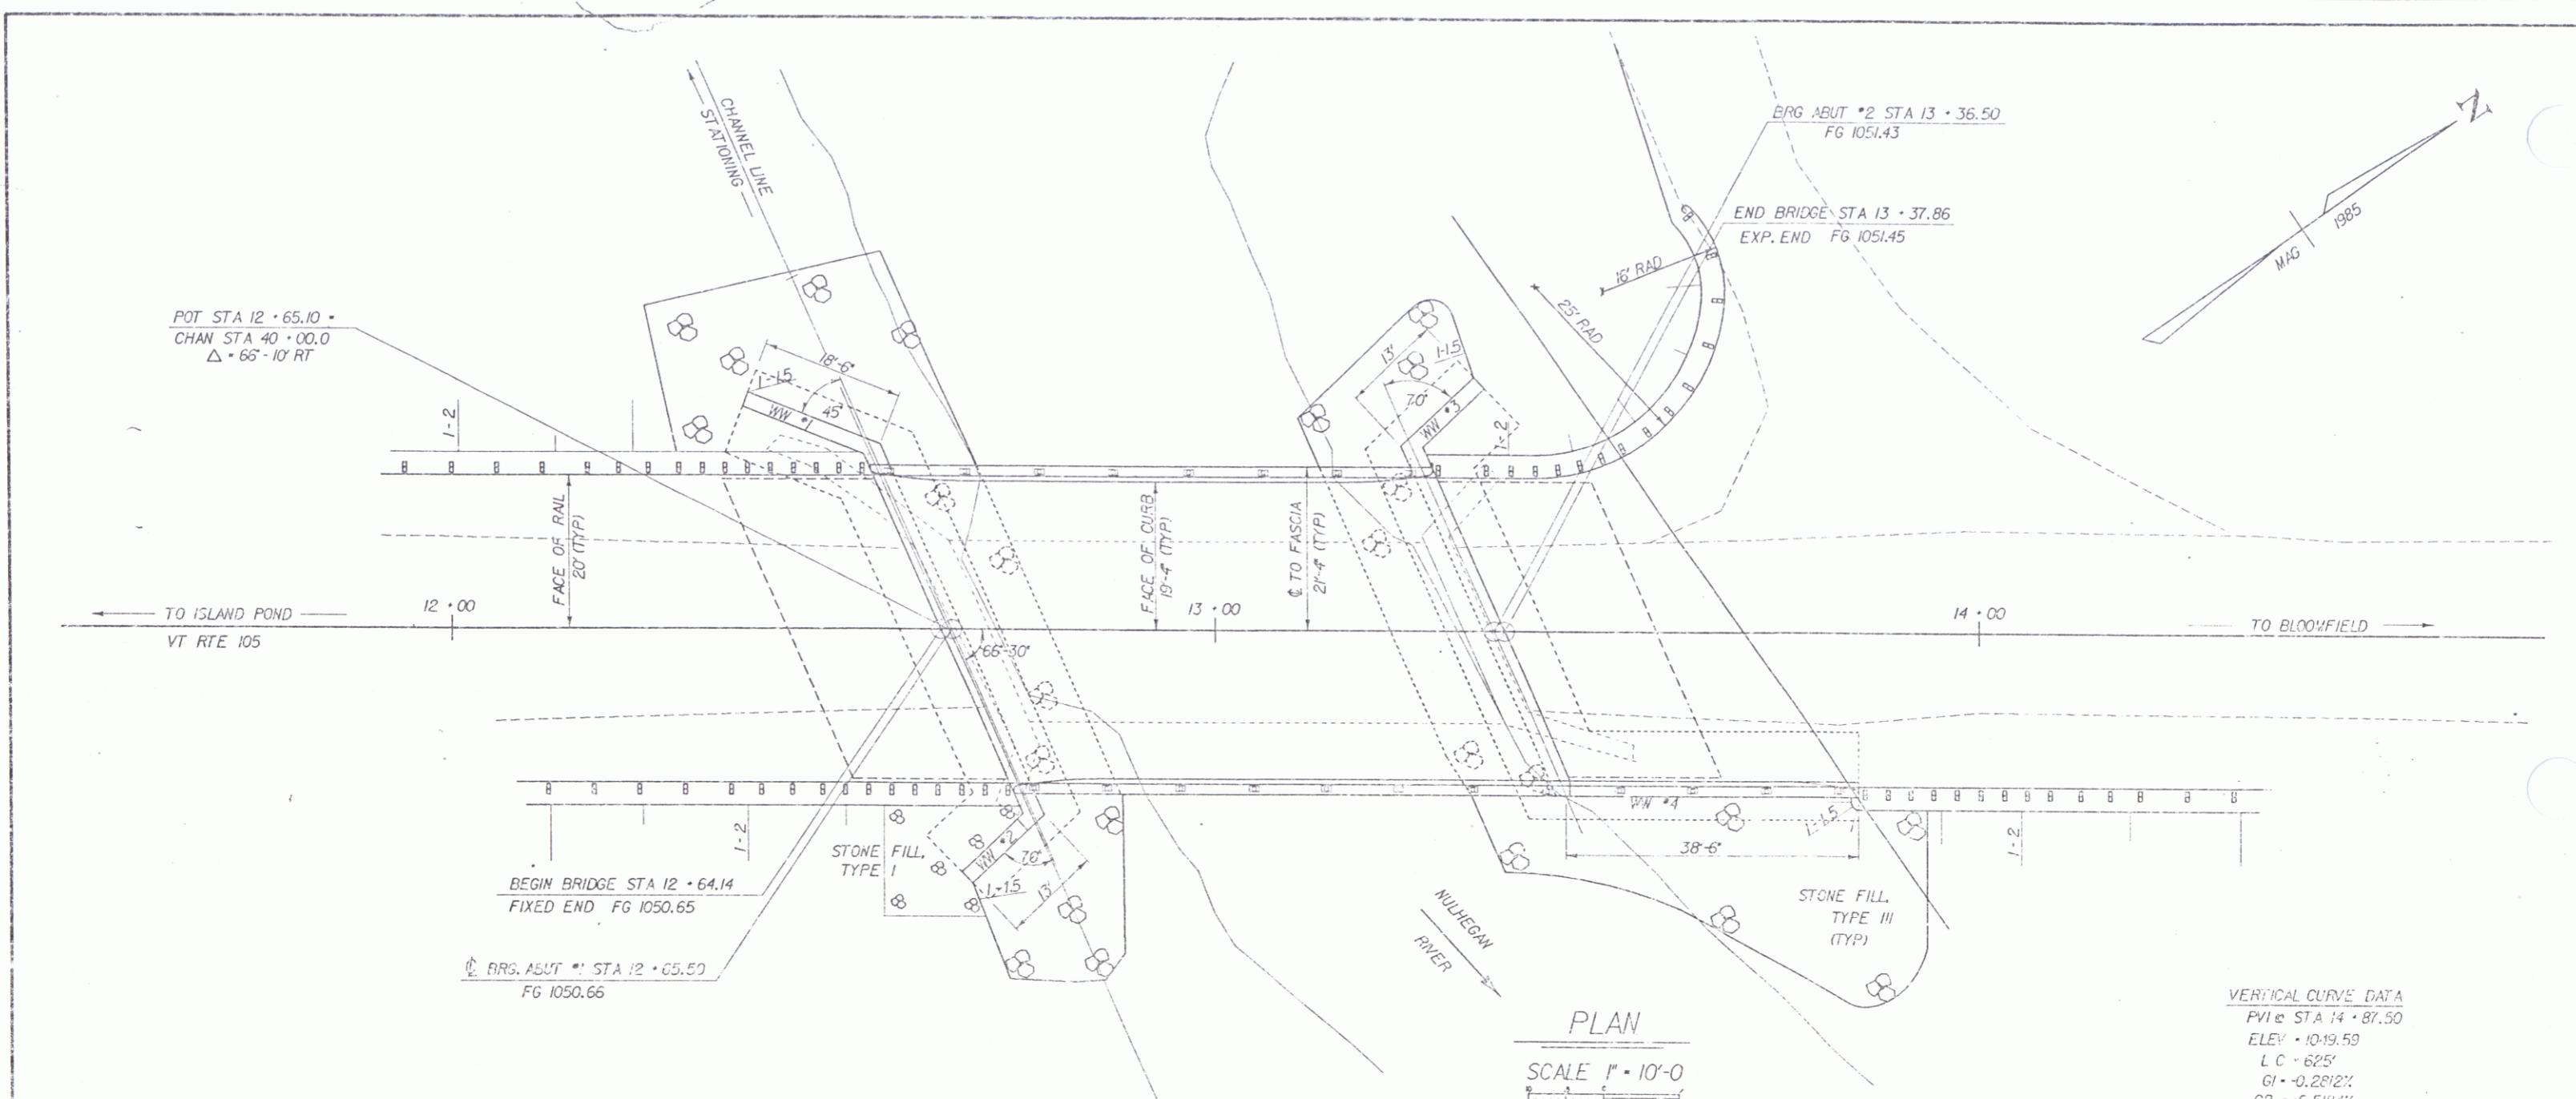 CHANNEL LINE
STATIONING
BRG ABUT #2 STA 13 + 36.50
FG 1051.43
END BRIDGE STA 13 + 37.86
EXP. END FG 1051.45
16' RAD
25' RAD
MAG
1985
N
POT STA 12 + 65.10 =
CHAN STA 40 + 00.0
Δ = 66° - 10' RT
18'-6"
1-1.5
45°
WW #1
13'
1-1.5
70°
WW #3
1-2
1-2
FACE OF RAIL
20' (TYP)
FACE OF CURB
19'-4" (TYP)
℄ TO FASCIA
21'-4" (TYP)
TO ISLAND POND
VT RTE 105
12 + 00
13 + 00
14 + 00
TO BLOOMFIELD
66°-30'
1-2
STONE FILL,
TYPE I
WW #2
76°
1-1.5
13'
WW #4
1-1.5
38'-6"
1-2
BEGIN BRIDGE STA 12 + 64.14
FIXED END FG 1050.65
℄ BRG. ABUT #1 STA 12 + 65.50
FG 1050.66
NULHEGAN
RIVER
STONE FILL,
TYPE III
(TYP)
PLAN
SCALE 1" = 10'-0
VERTICAL CURVE DATA
PVI @ STA 14 + 87.50
ELEV = 1049.59
L C = 625'
G1 = -0.2812%